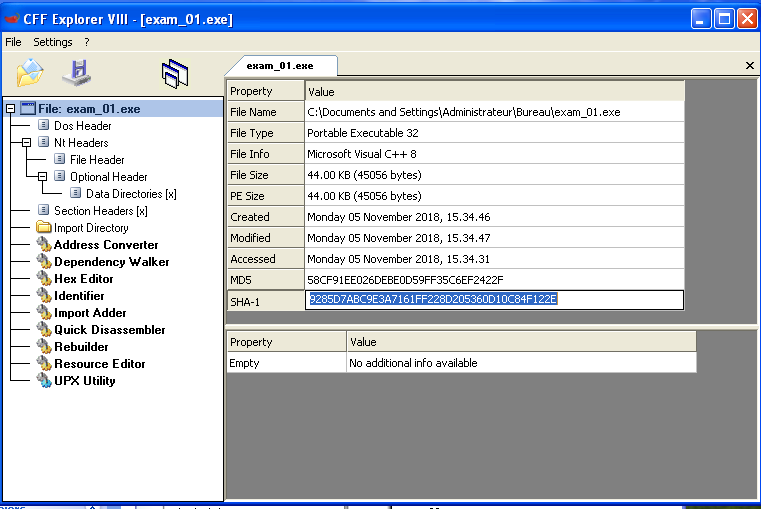 CFF Explorer VIII - [exam_01.exe]
File Settings ?
exam_01.exe
File: exam_01.exe
Dos Header
Nt Headers
File Header
Optional Header
Data Directories [x]
Section Headers [x]
Import Directory
Address Converter
Dependency Walker
Hex Editor
Identifier
Import Adder
Quick Disassembler
Rebuilder
Resource Editor
UPX Utility
Property Value
File Name C:\Documents and Settings\Administrateur\Bureau\exam_01.exe
File Type Portable Executable 32
File Info Microsoft Visual C++ 8
File Size 44.00 KB (45056 bytes)
PE Size 44.00 KB (45056 bytes)
Created Monday 05 November 2018, 15.34.46
Modified Monday 05 November 2018, 15.34.47
Accessed Monday 05 November 2018, 15.34.31
MD5 58CF91EE026DEBE0D59FF35C6EF2422F
SHA-1 9285D7ABC9E3A7161FF228D205360D10C84F122E
Property Value
Empty No additional info available